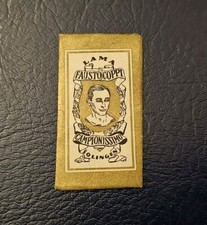 LAMA
FAUSTO COPPI
CAMPIONISSIMO
SOLINGEN